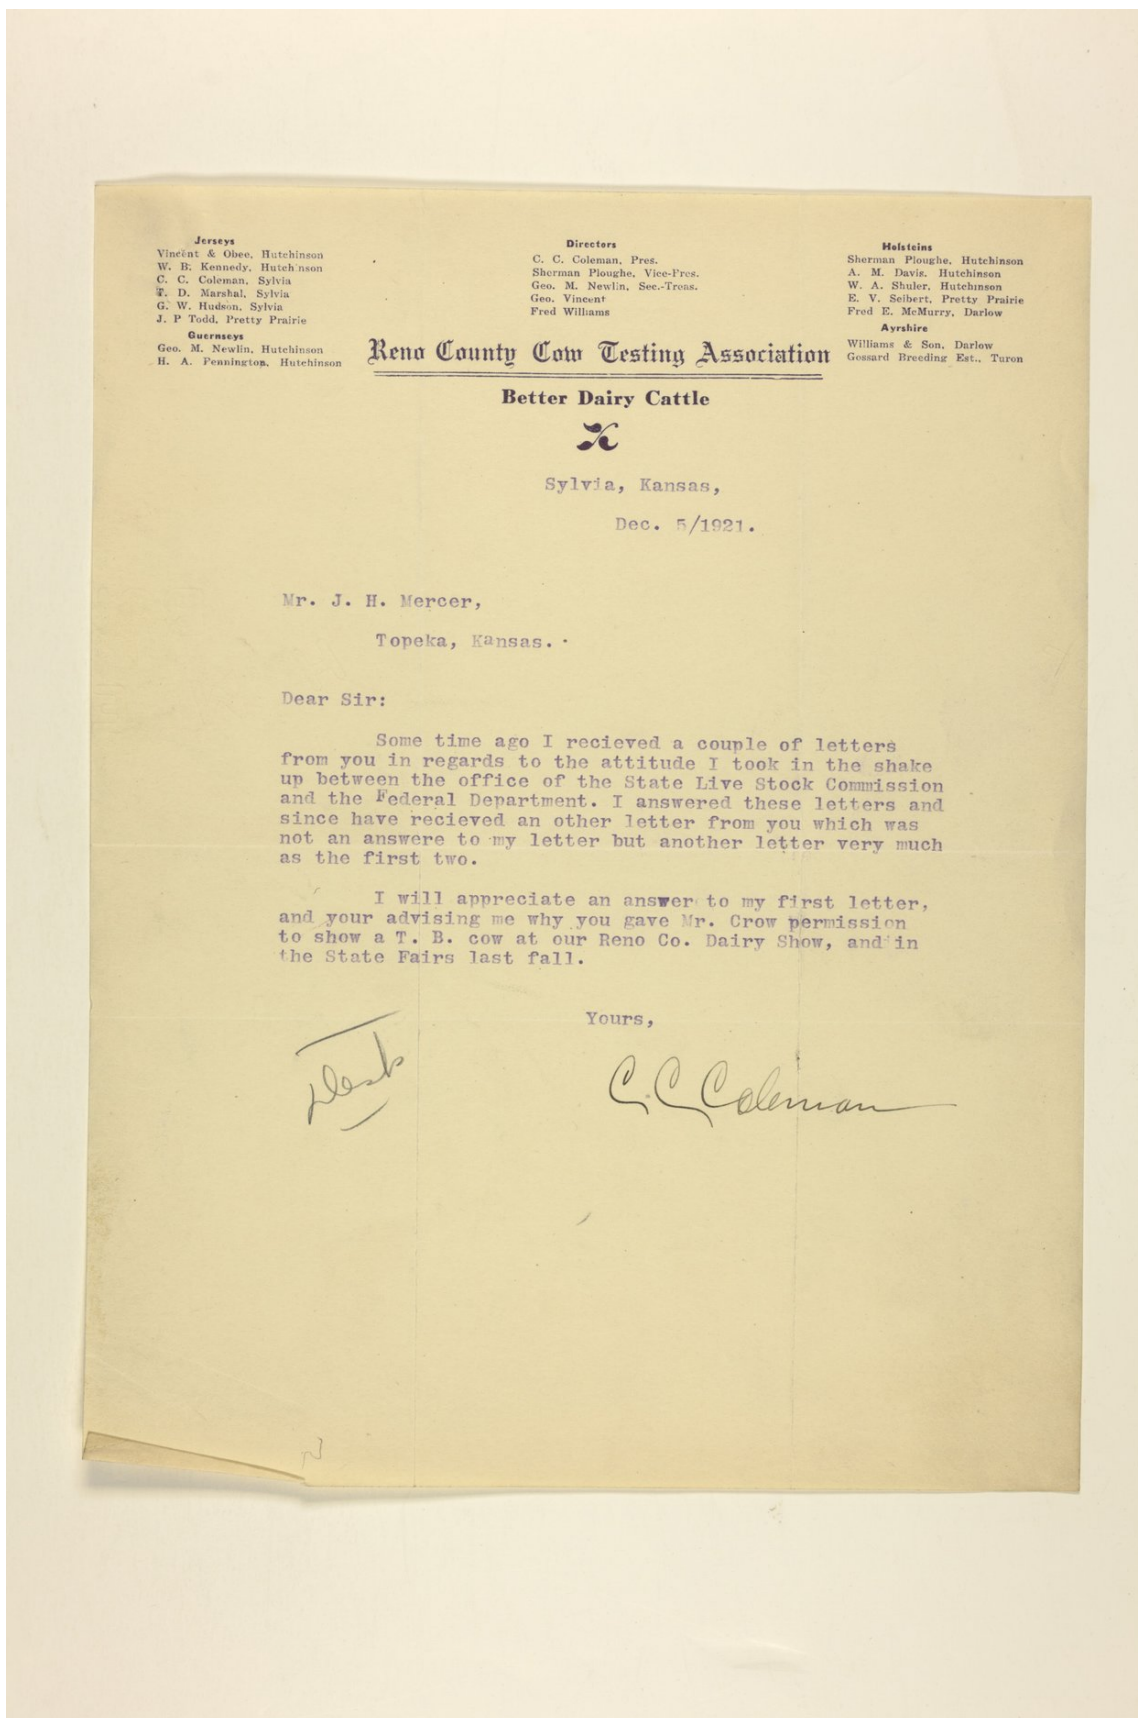 Jerseys
Vincent & Obee, Hutchinson
W. B. Kennedy, Hutchinson
C. C. Coleman, Sylvia
T. D. Marshal, Sylvia
G. W. Hudson, Sylvia
J. P Todd, Pretty Prairie
Guernseys
Geo. M. Newlin, Hutchinson
H. A. Pennington, Hutchinson
Directors
C. C. Coleman, Pres.
Sherman Ploughe, Vice-Pres.
Geo. M. Newlin, Sec.-Treas.
Geo. Vincent
Fred Williams
Holsteins
Sherman Ploughe, Hutchinson
A. M. Davis, Hutchinson
W. A. Shuler, Hutchinson
E. V. Seibert, Pretty Prairie
Fred E. McMurry, Darlow
Ayrshire
Williams & Son, Darlow
Gossard Breeding Est., Turon
Reno County Cow Testing Association
Better Dairy Cattle
Sylvia, Kansas,
Dec. 5/1921.
Mr. J. H. Mercer,
Topeka, Kansas.
Dear Sir:
Some time ago I recieved a couple of letters
from you in regards to the attitude I took in the shake
up between the office of the State Live Stock Commission
and the Federal Department. I answered these letters and
since have recieved an other letter from you which was
not an answere to my letter but another letter very much
as the first two.
I will appreciate an answer to my first letter,
and your advising me why you gave Mr. Crow permission
to show a T. B. cow at our Reno Co. Dairy Show, and in
the State Fairs last fall.
Yours,
Desk
C. C. Coleman